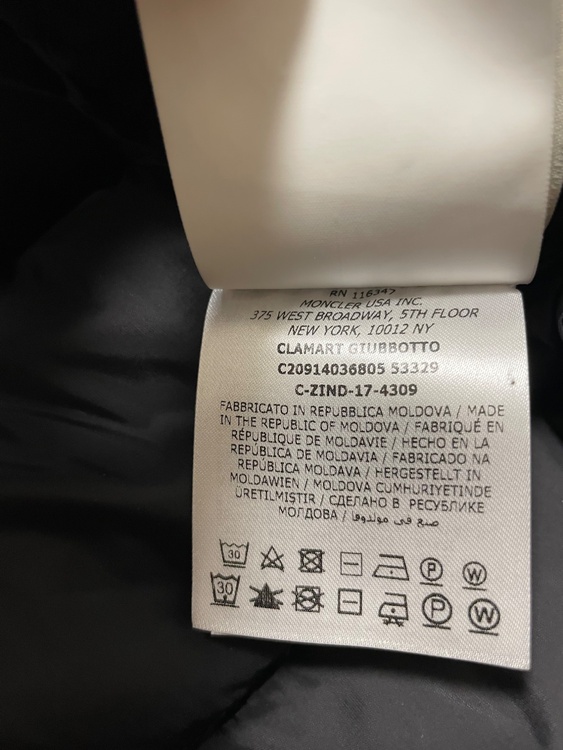 RN 116347
MONCLER USA INC.
375 WEST BROADWAY, 5TH FLOOR
NEW YORK, 10012 NY
CLAMART GIUBBOTTO
C20914036805 53329
C-ZIND-17-4309
FABBRICATO IN REPUBBLICA MOLDOVA / MADE
IN THE REPUBLIC OF MOLDOVA / FABRIQUÉ EN
RÉPUBLIQUE DE MOLDAVIE / HECHO EN LA
REPÚBLICA DE MOLDAVIA / FABRICADO NA
REPÚBLICA MOLDAVA / HERGESTELLT IN
MOLDAWIEN / MOLDOVA CUMHURIYETINDE
ÜRETILMISTIR / СДЕЛАНО В РЕСПУБЛИКЕ
МОЛДОВА / صنع في مولدوفا
30 P W
30 P W